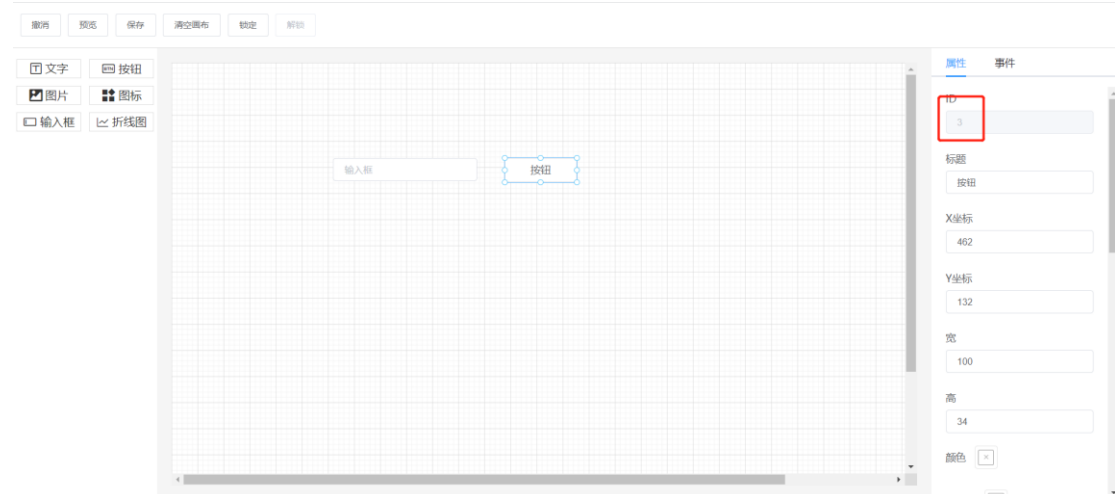 撤消 预览 保存 清空画布 锁定 解锁
文字 按钮
图片 图标
输入框 折线图
输入框 按钮
属性 事件
ID
3
标题
按钮
X坐标
462
Y坐标
132
宽
100
高
34
颜色